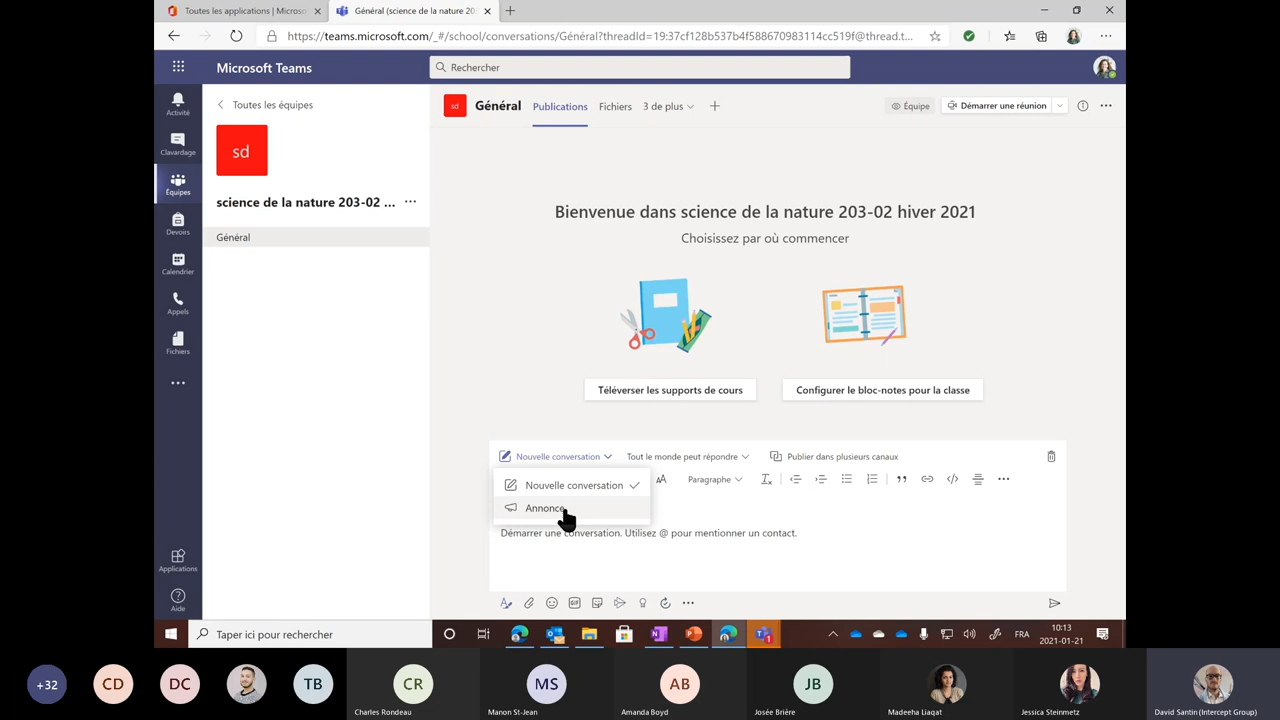 Toutes les applications | Microsof
Général (science de la nature 20
https://teams.microsoft.com/_#/school/conversations/Général?threadId=19:37cf128b537b4f588670983114cc519f@thread.t...
Microsoft Teams
Rechercher
Activité
Clavardage
Équipes
Devoirs
Calendrier
Appels
Fichiers
Applications
Aide
Toutes les équipes
sd
science de la nature 203-02 ...
Général
sd
Général
Publications
Fichiers
3 de plus
Équipe
Démarrer une réunion
Bienvenue dans science de la nature 203-02 hiver 2021
Choisissez par où commencer
Téléverser les supports de cours
Configurer le bloc-notes pour la classe
Nouvelle conversation
Tout le monde peut répondre
Publier dans plusieurs canaux
Nouvelle conversation
Annonce
AA
Paragraphe
Démarrer une conversation. Utilisez @ pour mentionner un contact.
GIF
Taper ici pour rechercher
FRA
10:13
2021-01-21
+32
CD
DC
TB
CR
Charles Rondeau
MS
Manon St-Jean
AB
Amanda Boyd
JB
Josée Brière
Madeeha Liaqat
Jessica Steinmetz
David Santin (Intercept Group)